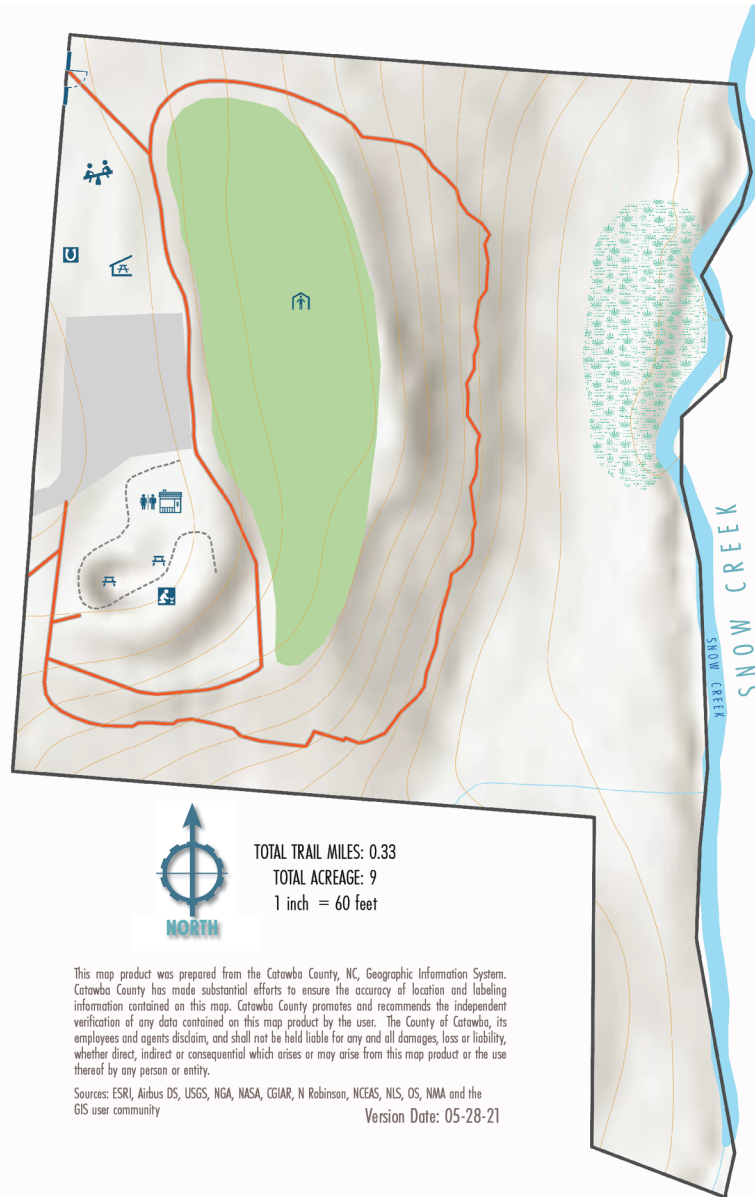 SNOW CREEK
SNOW CREEK
TOTAL TRAIL MILES: 0.33
TOTAL ACREAGE: 9
1 inch = 60 feet
NORTH
This map product was prepared from the Catawba County, NC, Geographic Information System.
Catawba County has made substantial efforts to ensure the accuracy of location and labeling
information contained on this map. Catawba County promotes and recommends the independent
verification of any data contained on this map product by the user. The County of Catawba, its
employees and agents disclaim, and shall not be held liable for any and all damages, loss or liability,
whether direct, indirect or consequential which arises or may arise from this map product or the use
thereof by any person or entity.
Sources: ESRI, Airbus DS, USGS, NGA, NASA, CGIAR, N Robinson, NCEAS, NLS, OS, NMA and the
GIS user community
Version Date: 05-28-21